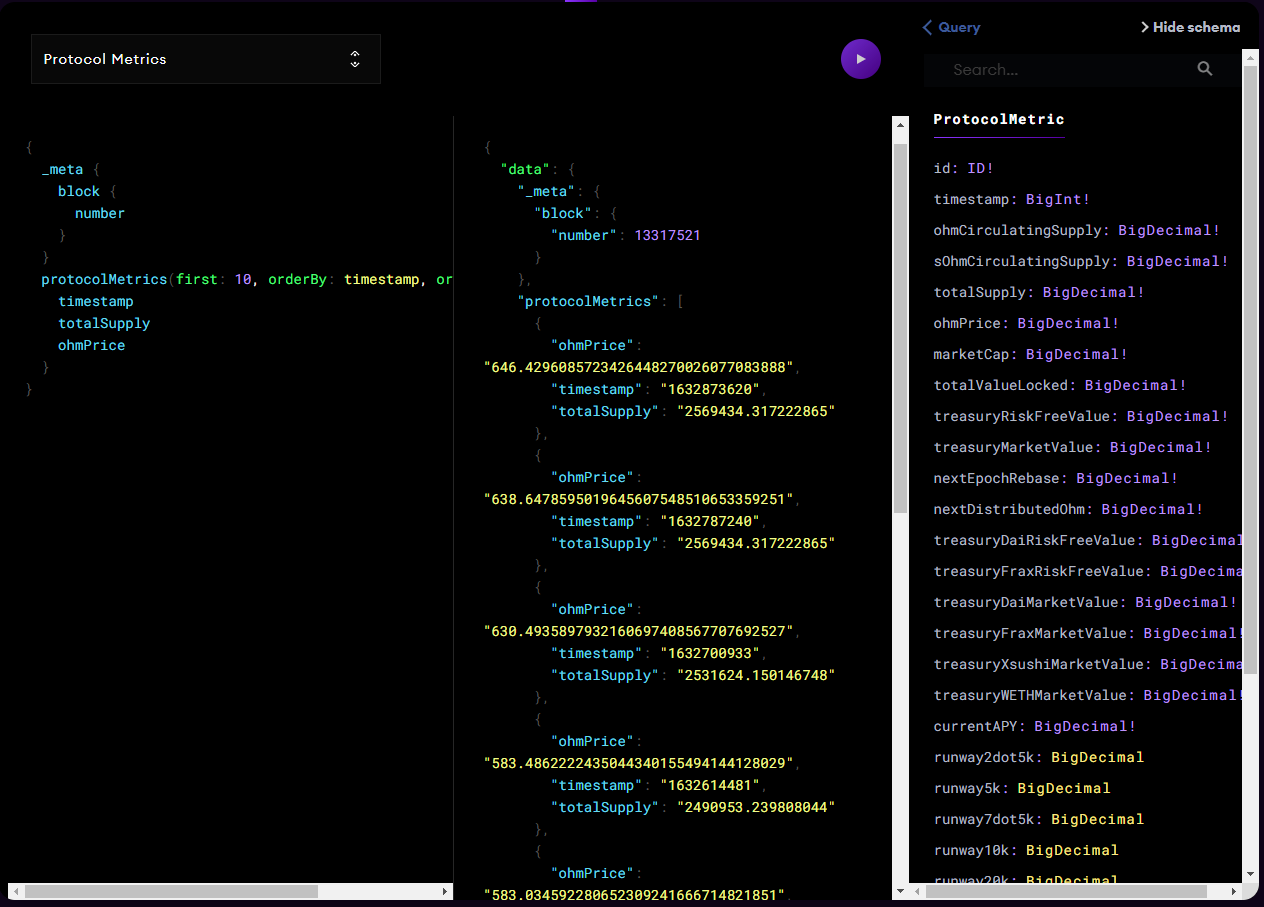 Protocol Metrics
{
_meta {
block {
number
}
}
protocolMetrics(first: 10, orderBy: timestamp, or
timestamp
totalSupply
ohmPrice
}
}
{
"data": {
"_meta": {
"block": {
"number": 13317521
}
},
"protocolMetrics": [
{
"ohmPrice":
"646.4296085723426448270026077083888",
"timestamp": "1632873620",
"totalSupply": "2569434.317222865"
},
{
"ohmPrice":
"638.6478595019645607548510653359251",
"timestamp": "1632787240",
"totalSupply": "2569434.317222865"
},
{
"ohmPrice":
"630.4935897932160697408567707692527",
"timestamp": "1632700933",
"totalSupply": "2531624.150146748"
},
{
"ohmPrice":
"583.4862222435044340155494144128029",
"timestamp": "1632614481",
"totalSupply": "2490953.239808044"
},
{
"ohmPrice":
"583.0345922806523092416667148218​51",
Query
Hide schema
Search...
ProtocolMetric
id: ID!
timestamp: BigInt!
ohmCirculatingSupply: BigDecimal!
sOhmCirculatingSupply: BigDecimal!
totalSupply: BigDecimal!
ohmPrice: BigDecimal!
marketCap: BigDecimal!
totalValueLocked: BigDecimal!
treasuryRiskFreeValue: BigDecimal!
treasuryMarketValue: BigDecimal!
nextEpochRebase: BigDecimal!
nextDistributedOhm: BigDecimal!
treasuryDaiRiskFreeValue: BigDecimal
treasuryFraxRiskFreeValue: BigDecima
treasuryDaiMarketValue: BigDecimal!
treasuryFraxMarketValue: BigDecimal!
treasuryXsushiMarketValue: BigDecima
treasuryWETHMarketValue: BigDecimal!
currentAPY: BigDecimal!
runway2dot5k: BigDecimal
runway5k: BigDecimal
runway7dot5k: BigDecimal
runway10k: BigDecimal
runway20k: BigDecimal